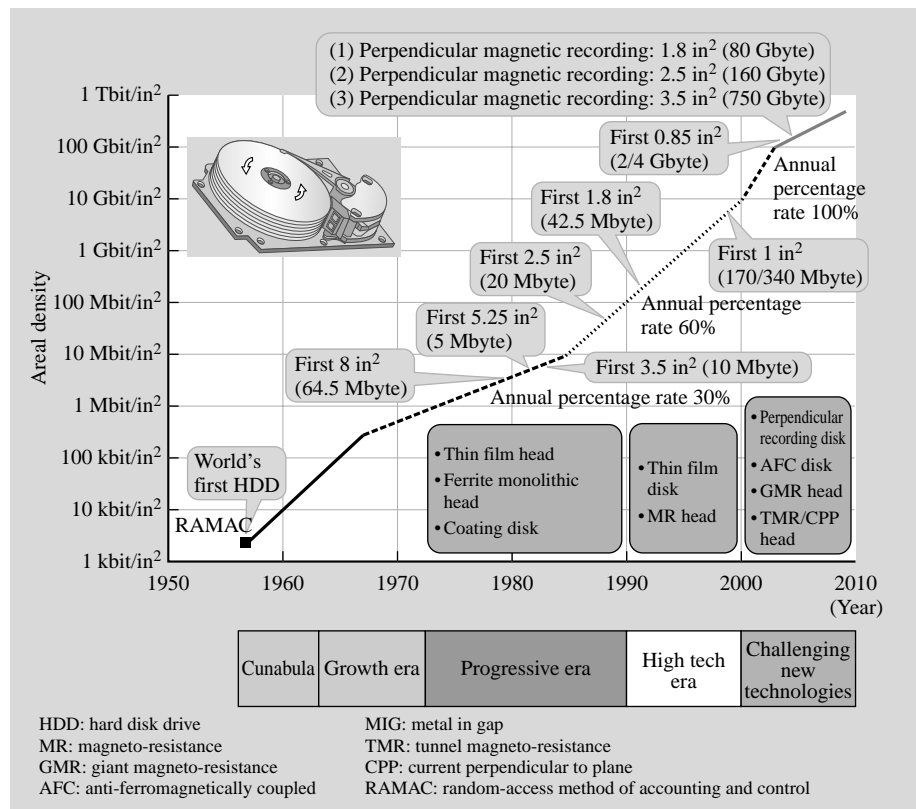 (1) Perpendicular magnetic recording: 1.8 in² (80 Gbyte)
(2) Perpendicular magnetic recording: 2.5 in² (160 Gbyte)
(3) Perpendicular magnetic recording: 3.5 in² (750 Gbyte)
Areal density
1 Tbit/in²
100 Gbit/in²
10 Gbit/in²
1 Gbit/in²
100 Mbit/in²
10 Mbit/in²
1 Mbit/in²
100 kbit/in²
10 kbit/in²
1 kbit/in²
First 0.85 in²
(2/4 Gbyte)
Annual
percentage
rate 100%
First 1.8 in²
(42.5 Mbyte)
First 1 in²
(170/340 Mbyte)
First 2.5 in²
(20 Mbyte)
Annual percentage
rate 60%
First 5.25 in²
(5 Mbyte)
First 8 in²
(64.5 Mbyte)
First 3.5 in² (10 Mbyte)
Annual percentage rate 30%
World's
first HDD
RAMAC
• Thin film head
• Ferrite monolithic
head
• Coating disk
• Thin film
disk
• MR head
• Perpendicular
recording disk
• AFC disk
• GMR head
• TMR/CPP
head
1950
1960
1970
1980
1990
2000
2010
(Year)
Cunabula
Growth era
Progressive era
High tech
era
Challenging
new
technologies
HDD: hard disk drive
MR: magneto-resistance
GMR: giant magneto-resistance
AFC: anti-ferromagnetically coupled
MIG: metal in gap
TMR: tunnel magneto-resistance
CPP: current perpendicular to plane
RAMAC: random-access method of accounting and control